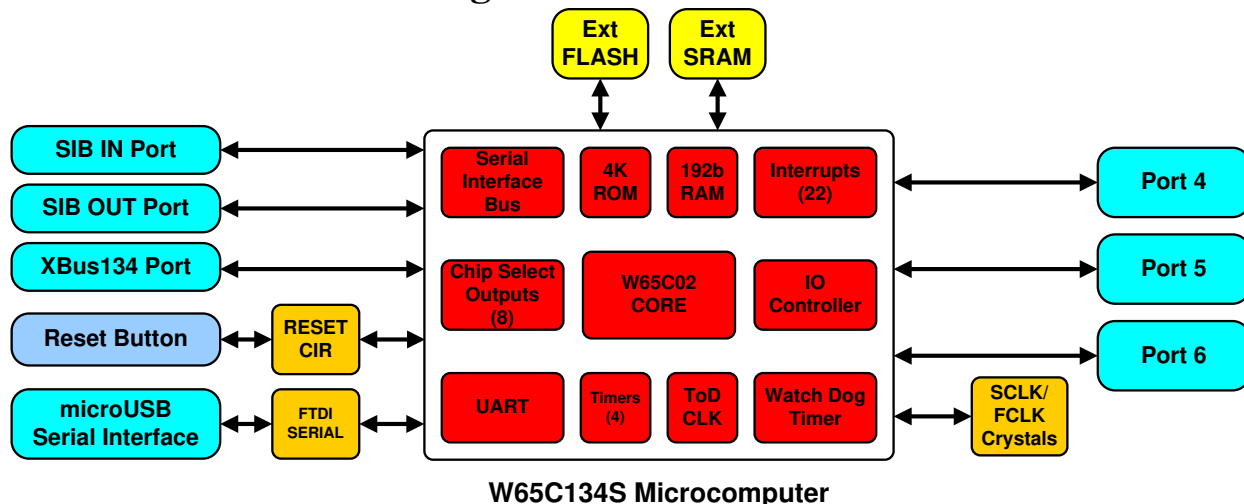 Ext
FLASH
Ext
SRAM
SIB IN Port
SIB OUT Port
XBus134 Port
Reset Button
RESET
CIR
microUSB
Serial Interface
FTDI
SERIAL
Serial
Interface
Bus
4K
ROM
192b
RAM
Interrupts
(22)
Chip Select
Outputs
(8)
W65C02
CORE
IO
Controller
UART
Timers
(4)
ToD
CLK
Watch Dog
Timer
Port 4
Port 5
Port 6
SCLK/
FCLK
Crystals
W65C134S Microcomputer